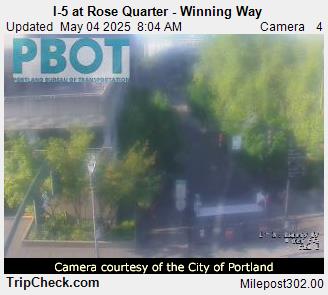 I-5 at Rose Quarter - Winning Way
Updated May 04 2025 8:04 AM Camera 4
PBOT
PORTLAND BUREAU OF TRANSPORTATION
Camera courtesy of the City of Portland
TripCheck.com Milepost302.00